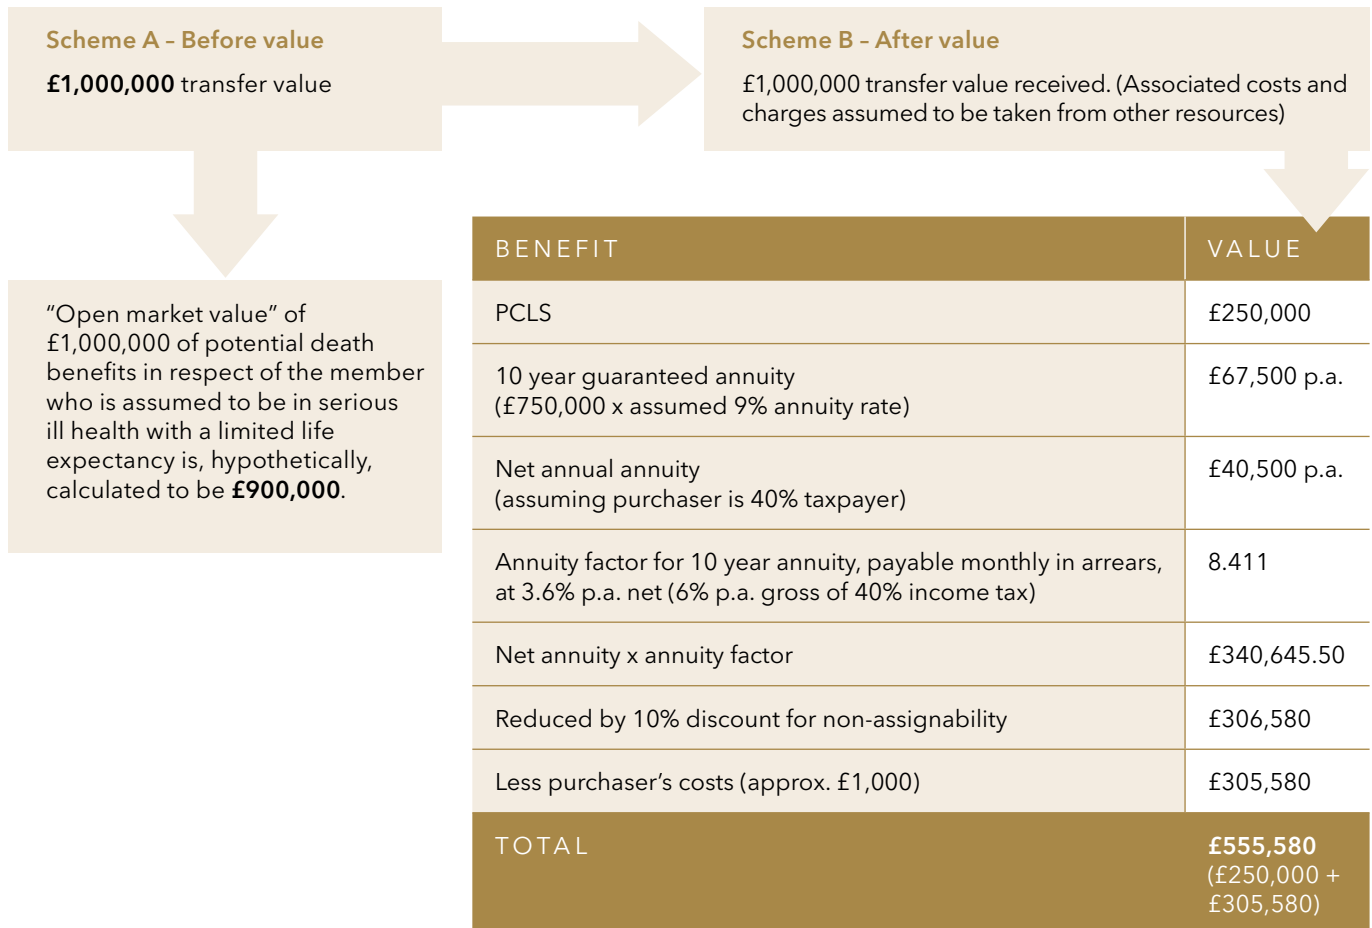 Scheme A – Before value
£1,000,000 transfer value
Scheme B – After value
£1,000,000 transfer value received. (Associated costs and
charges assumed to be taken from other resources)
“Open market value” of
£1,000,000 of potential death
benefits in respect of the member
who is assumed to be in serious
ill health with a limited life
expectancy is, hypothetically,
calculated to be £900,000.
BENEFIT VALUE
PCLS £250,000
10 year guaranteed annuity £67,500 p.a.
(£750,000 x assumed 9% annuity rate)
Net annual annuity £40,500 p.a.
(assuming purchaser is 40% taxpayer)
Annuity factor for 10 year annuity, payable monthly in arrears, 8.411
at 3.6% p.a. net (6% p.a. gross of 40% income tax)
Net annuity x annuity factor £340,645.50
Reduced by 10% discount for non-assignability £306,580
Less purchaser’s costs (approx. £1,000) £305,580
TOTAL £555,580
(£250,000 +
£305,580)